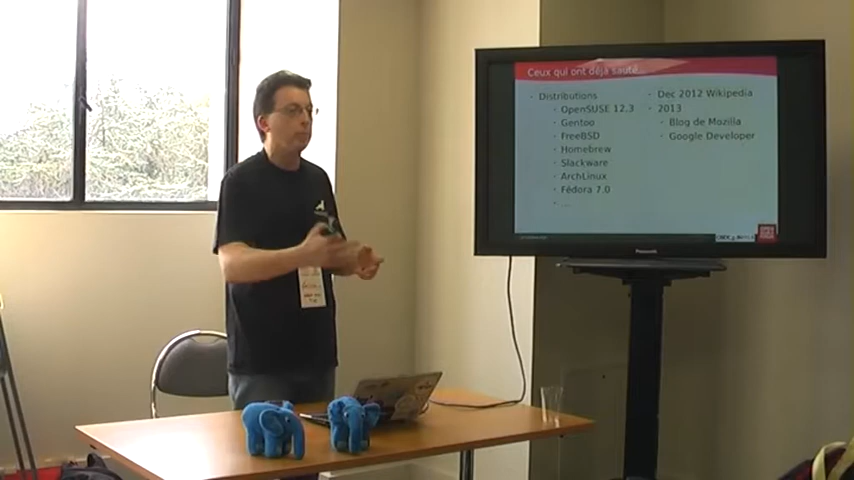 Ceux qui ont déjà sauté...
Distributions
OpenSUSE 12.3
Gentoo
FreeBSD
Homebrew
Slackware
ArchLinux
Fédora 7.0
...
Dec 2012 Wikipedia
2013
Blog de Mozilla
Google Developer
Panasonic